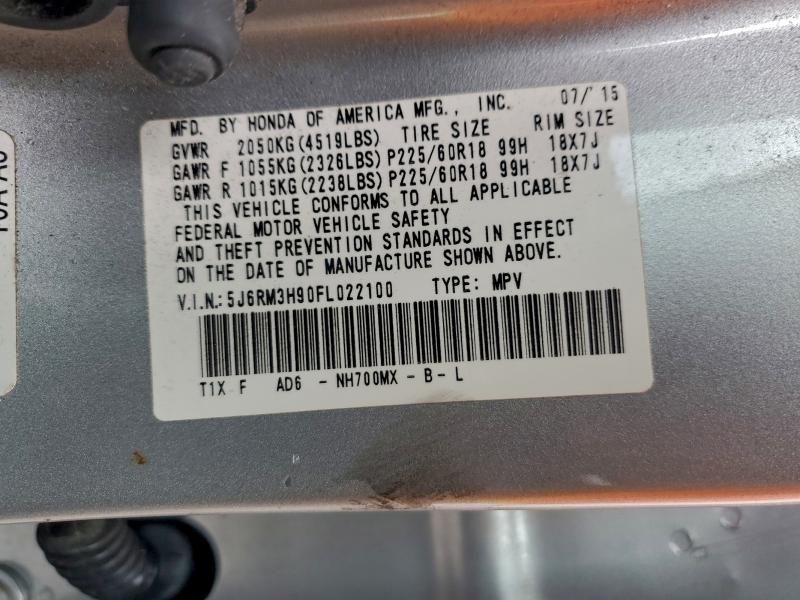 MFD. BY HONDA OF AMERICA MFG., INC. 07/'15
GVWR 2050KG(4519LBS) TIRE SIZE RIM SIZE
GAWR F 1055KG(2326LBS) P225/60R18 99H 18X7J
GAWR R 1015KG(2238LBS) P225/60R18 99H 18X7J
THIS VEHICLE CONFORMS TO ALL APPLICABLE
FEDERAL MOTOR VEHICLE SAFETY
AND THEFT PREVENTION STANDARDS IN EFFECT
ON THE DATE OF MANUFACTURE SHOWN ABOVE.
V.I.N.: 5J6RM3H90FL022100 TYPE: MPV
T1X F AD6 - NH700MX - B - L